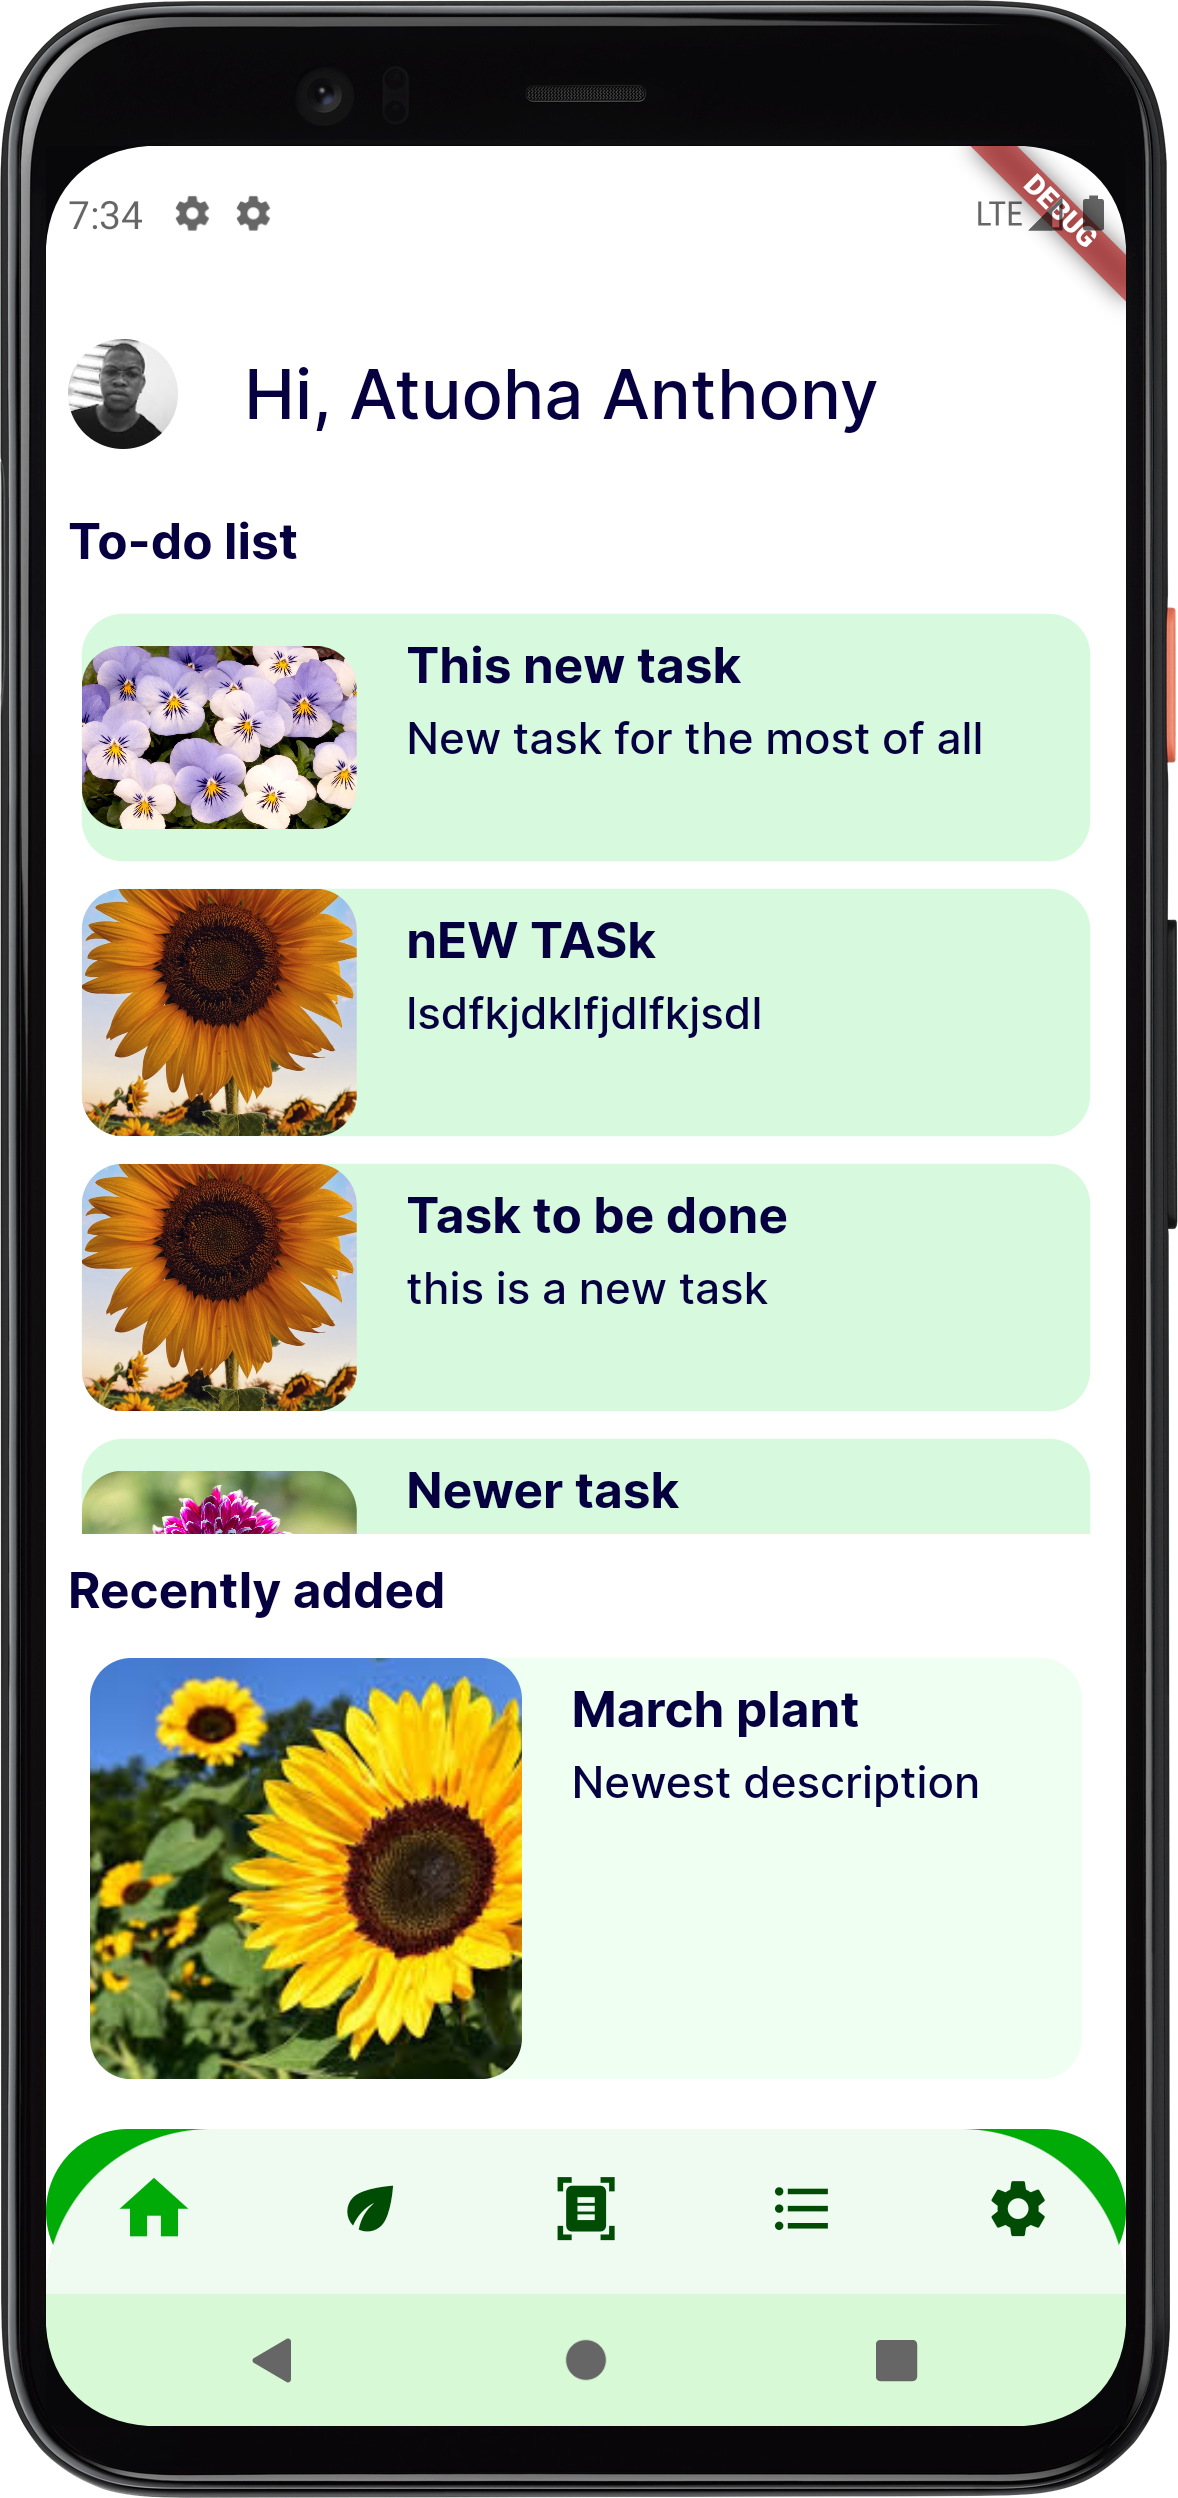 7:34
LTE
DEBUG
Hi, Atuoha Anthony
To-do list
This new task
New task for the most of all
nEW TASk
lsdfkjdklfjdlfkjsdl
Task to be done
this is a new task
Newer task
Recently added
March plant
Newest description